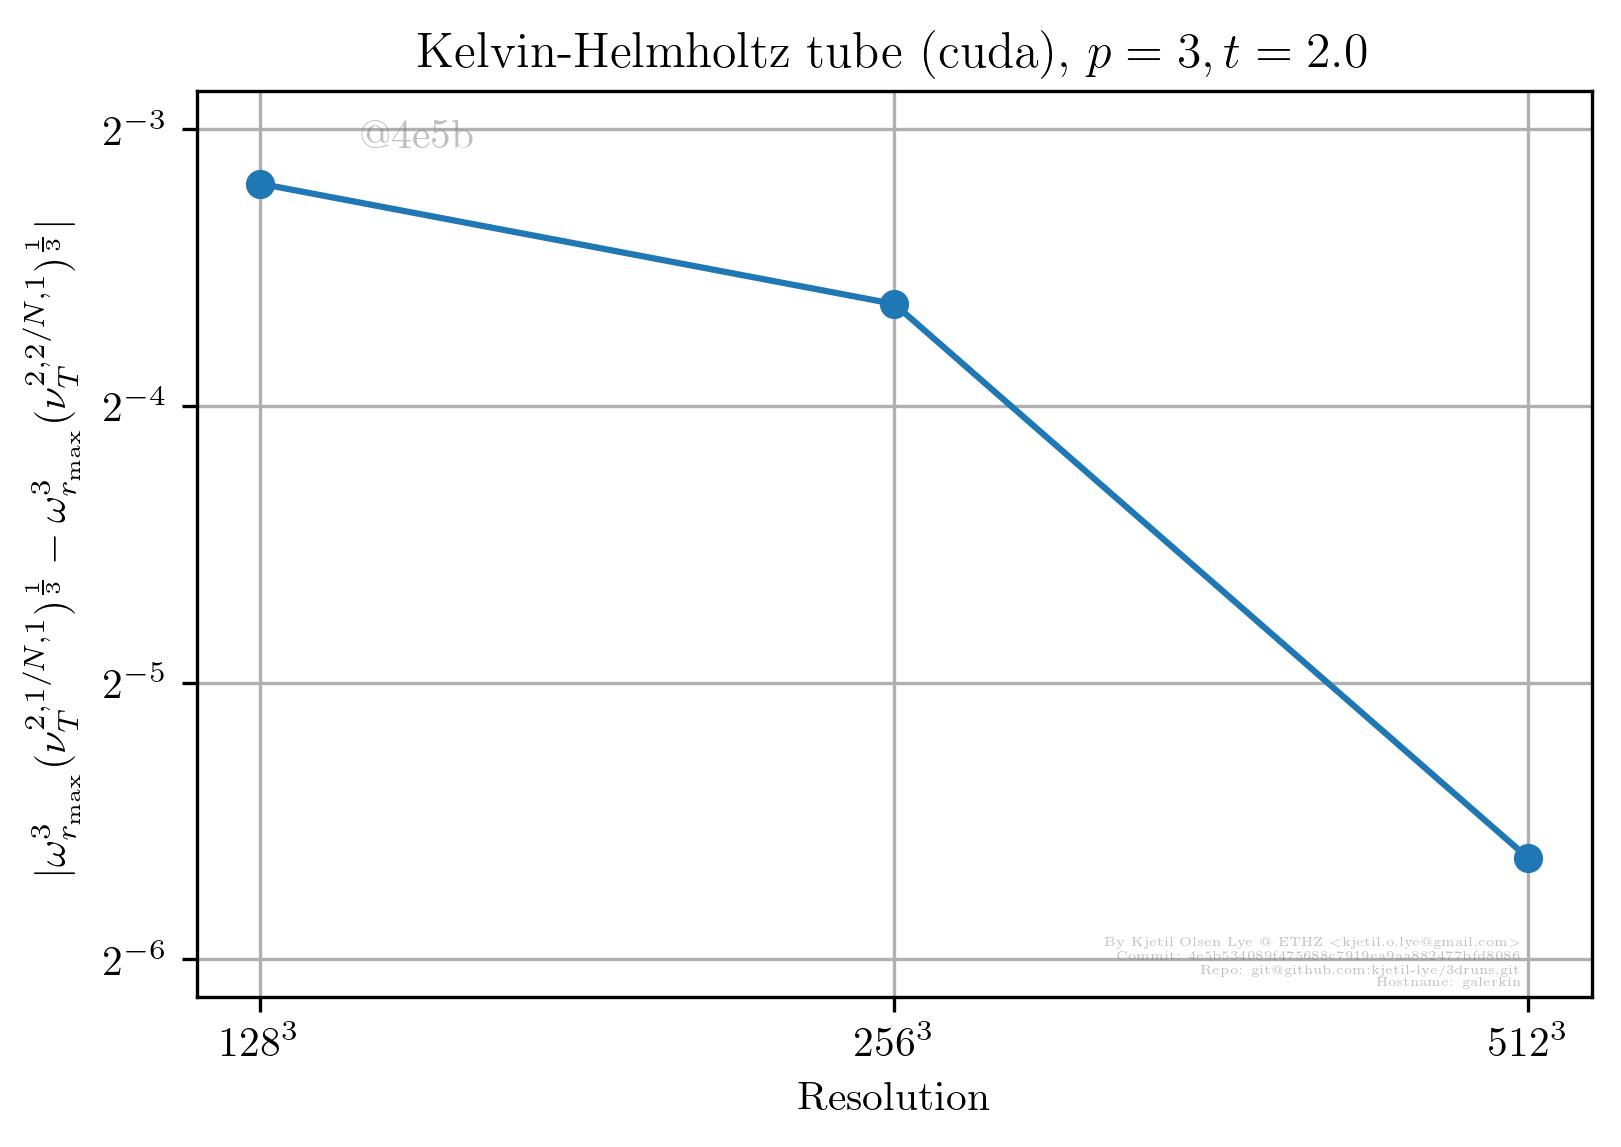 Kelvin-Helmholtz tube (cuda), p = 3, t = 2.0
@4e5b
2^{-3}
2^{-4}
2^{-5}
2^{-6}
|ω^3_{r_max}(ν_T^{2,1/N,1})^{1/3} − ω^3_{r_max}(ν_T^{2,2/N,1})^{1/3}|
By Kjetil Olsen Lye @ ETHZ <kjetil.o.lye@gmail.com>
Commit: 4e5b534089f475688c7919ea9aa882477bfd8086
Repo: git@github.com:kjetil-lye/3druns.git
Hostname: galerkin
128^3 256^3 512^3
Resolution